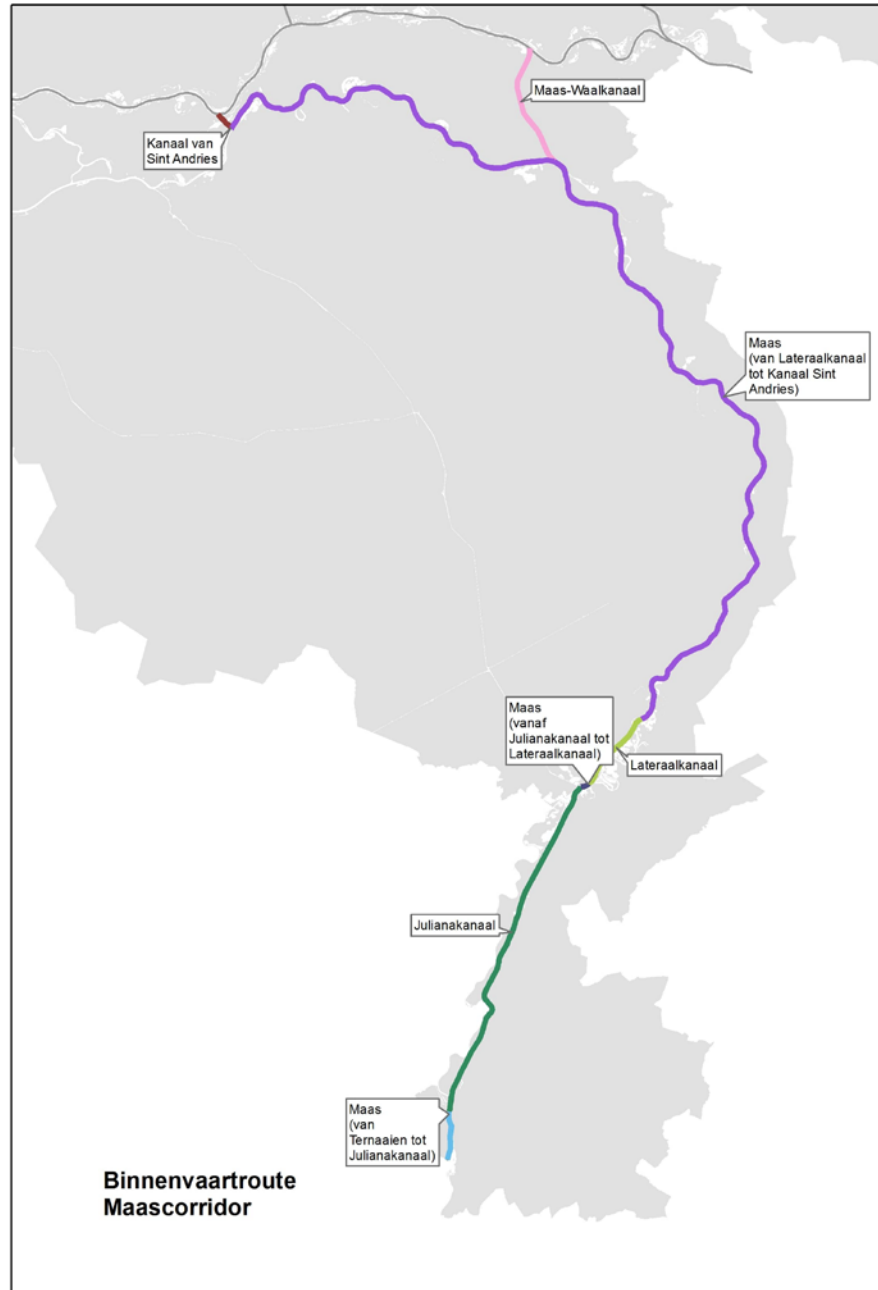 Maas-Waalkanaal
Kanaal van
Sint Andries
Maas
(van Lateraalkanaal
tot Kanaal Sint
Andries)
Maas
(vanaf
Julianakanaal tot
Lateraalkanaal)
Lateraalkanaal
Julianakanaal
Maas
(van
Ternaaien tot
Julianakanaal)
Binnenvaartroute
Maascorridor